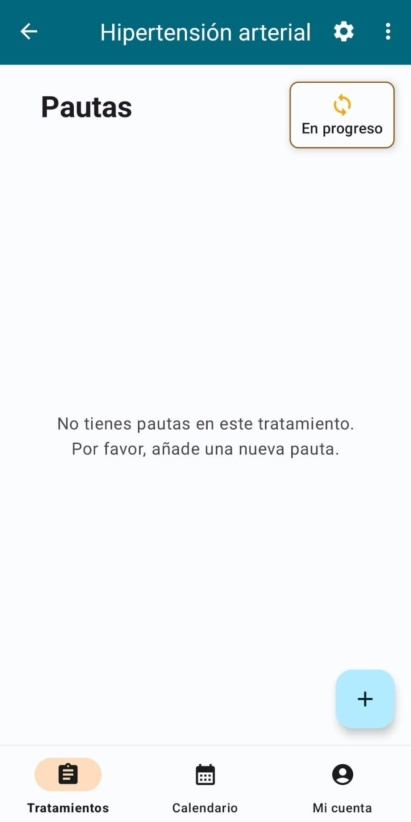 Hipertensión arterial
Pautas
En progreso
No tienes pautas en este tratamiento.
Por favor, añade una nueva pauta.
Tratamientos
Calendario
Mi cuenta